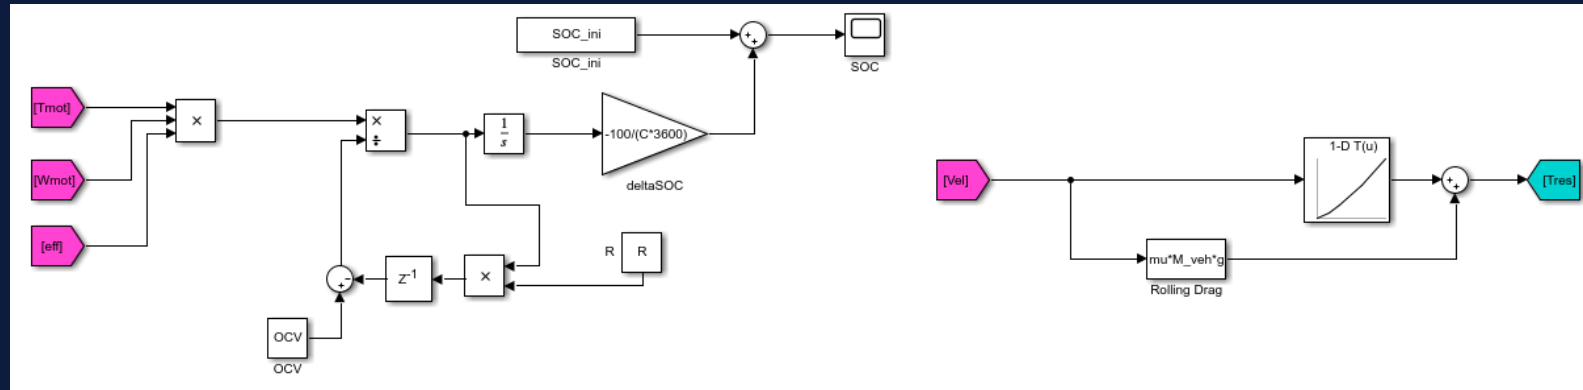 SOC_ini
SOC_ini
SOC
[Tmot]
×
×
÷
1
s
-100/(C*3600)
deltaSOC
[Wmot]
[eff]
R
R
×
Z-1
OCV
OCV
[Vel]
1-D T(u)
[Tres]
mu*M_veh*g
Rolling Drag